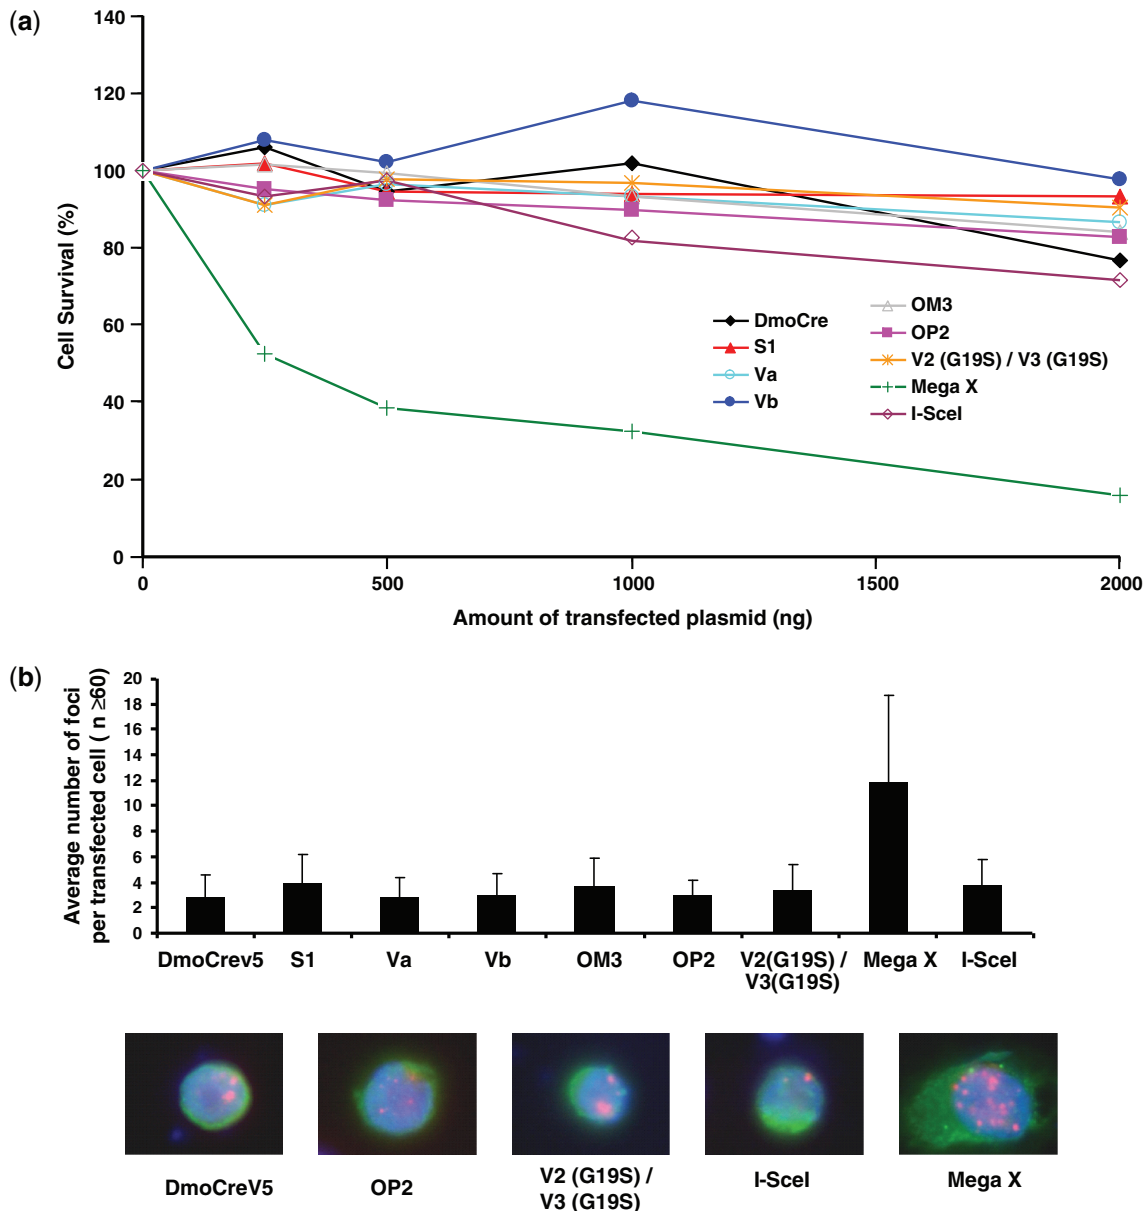 (a)
140
120
100
80
60
40
20
0
Cell Survival (%)
0 500 1000 1500 2000
Amount of transfected plasmid (ng)
DmoCre
S1
Va
Vb
OM3
OP2
V2 (G19S) / V3 (G19S)
Mega X
I-SceI
(b)
Average number of foci
per transfected cell ( n ≥60)
20
18
16
14
12
10
8
6
4
2
0
DmoCrev5 S1 Va Vb OM3 OP2 V2(G19S) / Mega X I-SceI
V3(G19S)
DmoCreV5 OP2 V2 (G19S) / I-SceI Mega X
V3 (G19S)